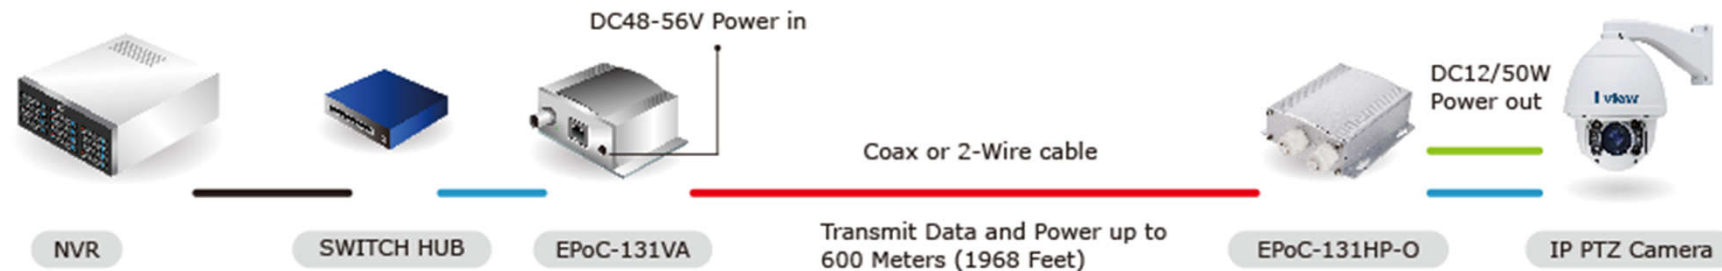 DC48-56V Power in
DC12/50W
Power out
I view
Coax or 2-Wire cable
Transmit Data and Power up to
600 Meters (1968 Feet)
NVR
SWITCH HUB
EPoC-131VA
EPoC-131HP-O
IP PTZ Camera